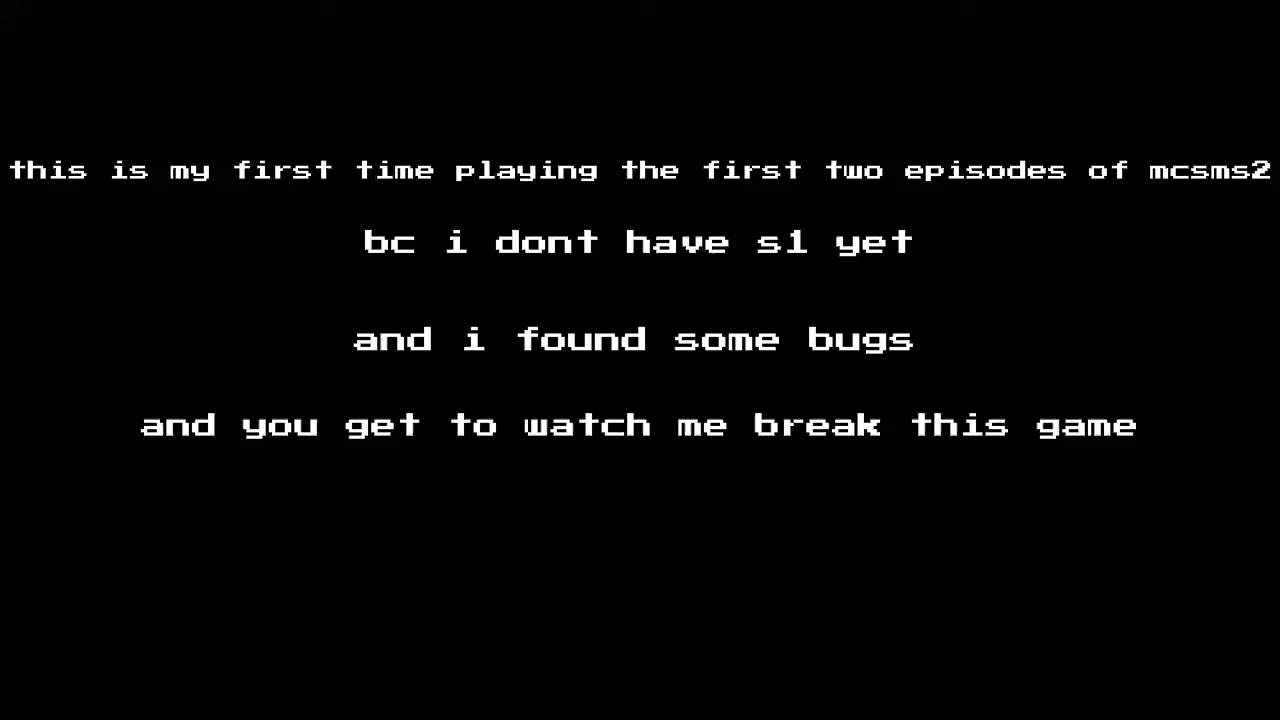 this is my first time playing the first two episodes of mcsms2
bc i dont have s1 yet
and i found some bugs
and you get to watch me break this game